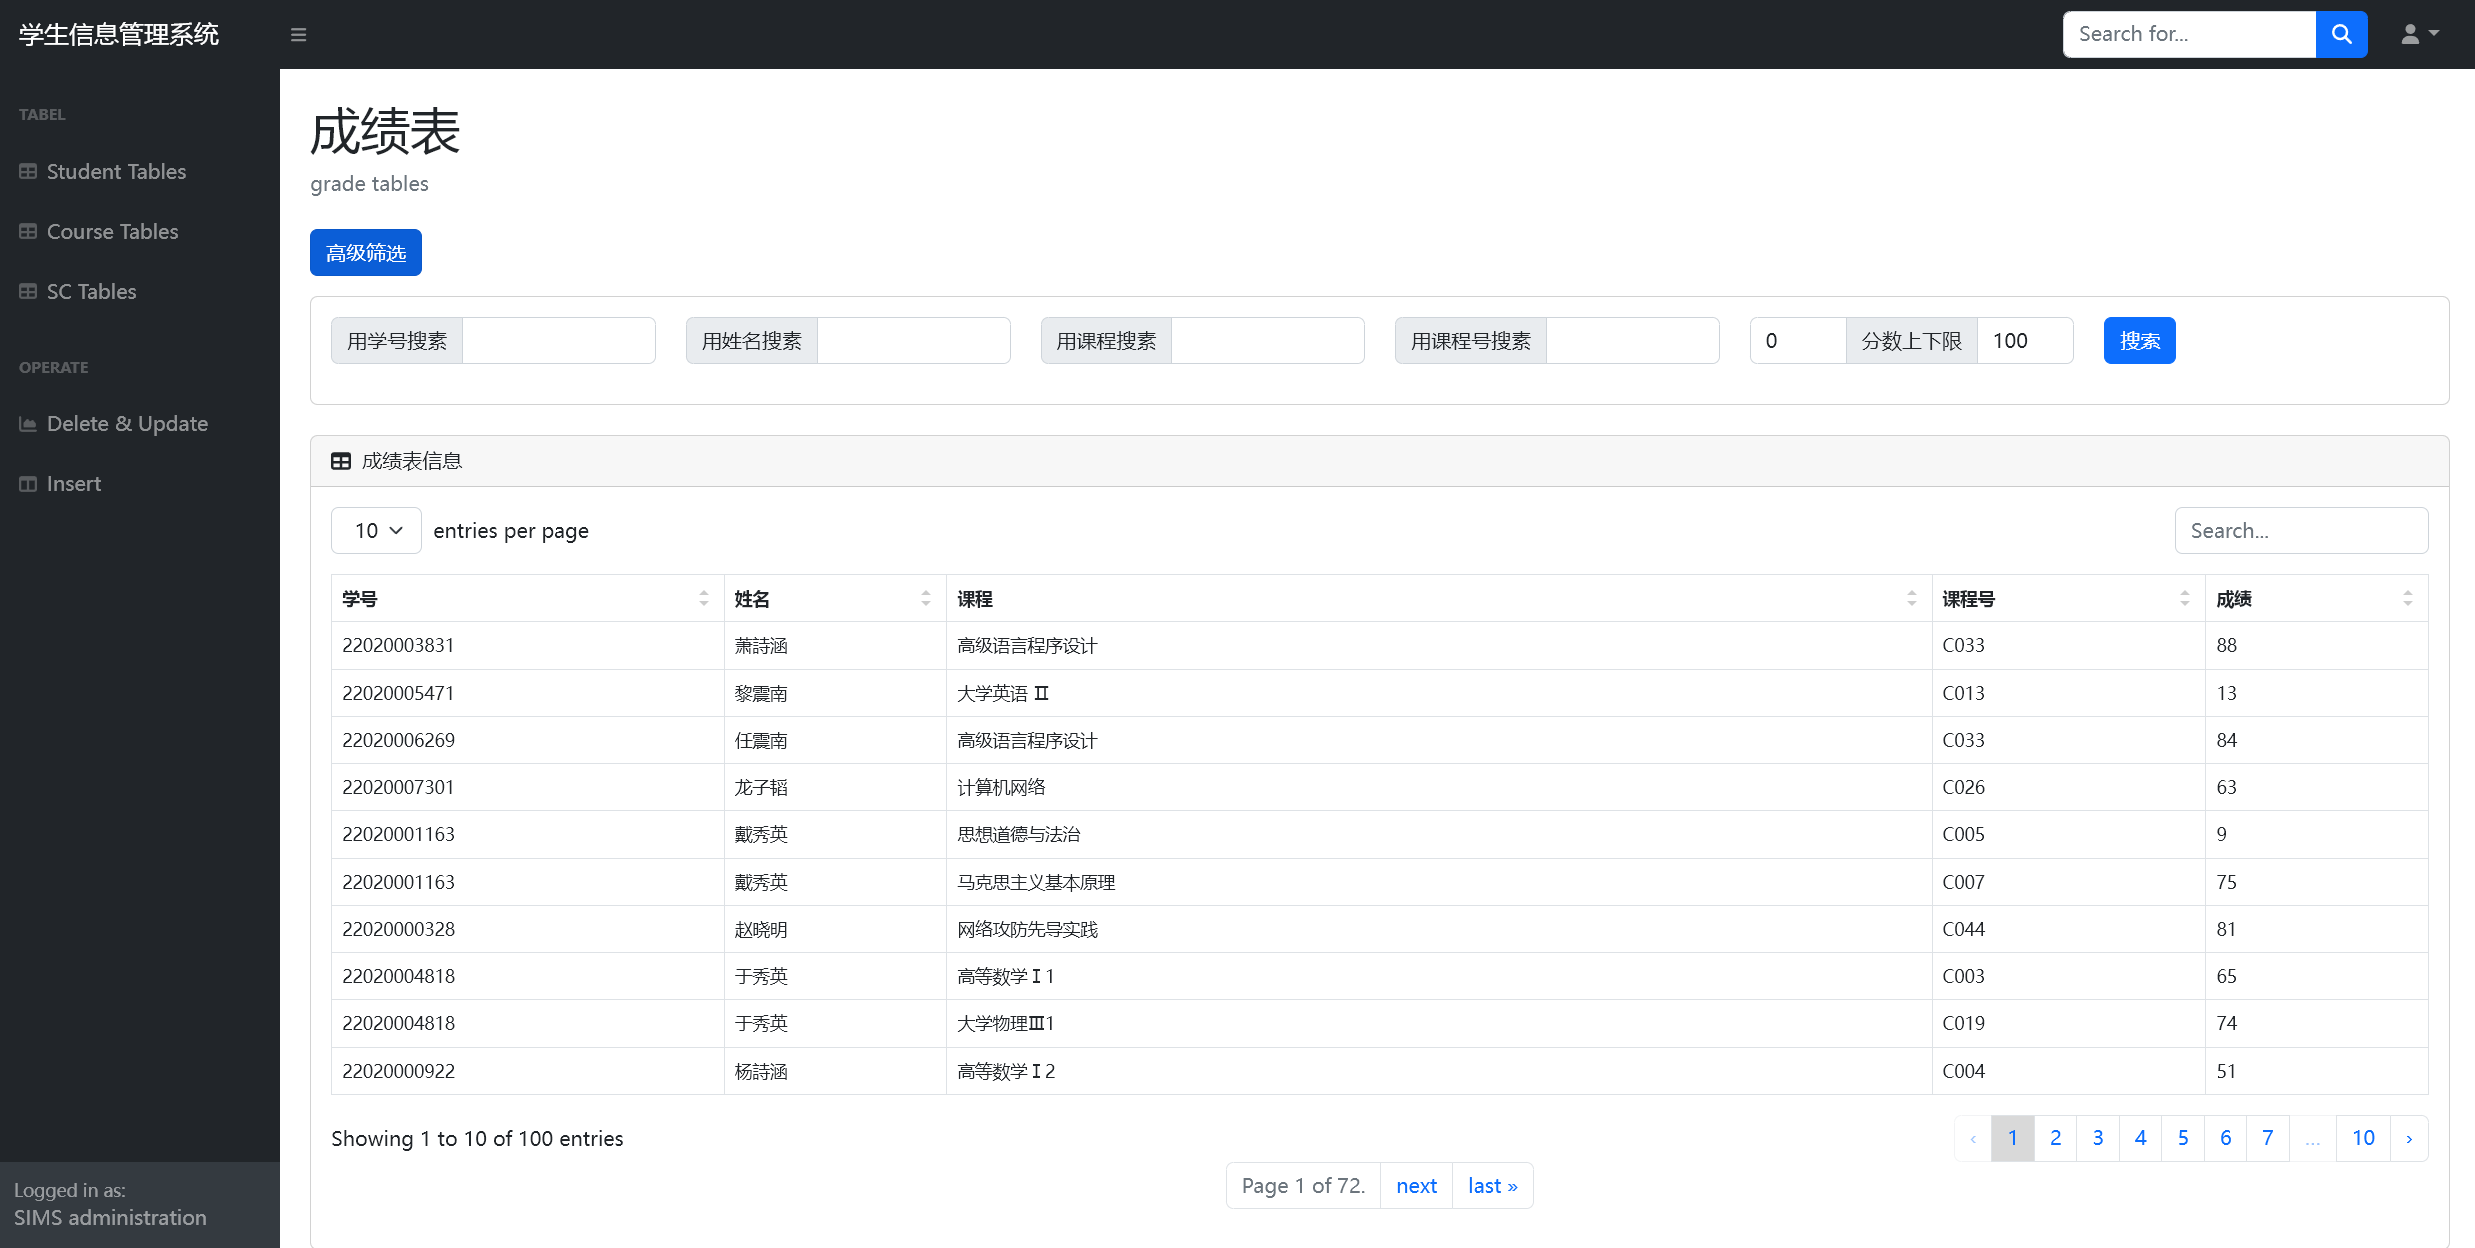 学生信息管理系统
Search for...
TABEL
Student Tables
Course Tables
SC Tables
OPERATE
Delete & Update
Insert
Logged in as:
SIMS administration
成绩表
grade tables
高级筛选
用学号搜素 用姓名搜素 用课程搜素 用课程号搜素 0 分数上下限 100 搜索
成绩表信息
10 entries per page Search...
学号 姓名 课程 课程号 成绩
22020003831 萧詩涵 高级语言程序设计 C033 88
22020005471 黎震南 大学英语 Ⅱ C013 13
22020006269 任震南 高级语言程序设计 C033 84
22020007301 龙子韬 计算机网络 C026 63
22020001163 戴秀英 思想道德与法治 C005 9
22020001163 戴秀英 马克思主义基本原理 C007 75
22020000328 赵晓明 网络攻防先导实践 C044 81
22020004818 于秀英 高等数学Ⅰ1 C003 65
22020004818 于秀英 大学物理Ⅲ1 C019 74
22020000922 杨詩涵 高等数学Ⅰ2 C004 51
Showing 1 to 10 of 100 entries ‹ 1 2 3 4 5 6 7 ... 10 ›
Page 1 of 72. next last »